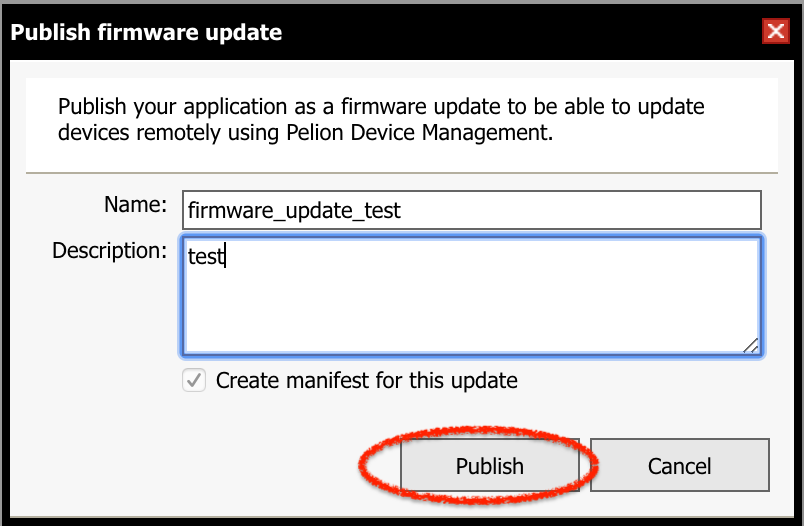 Publish firmware update
Publish your application as a firmware update to be able to update
devices remotely using Pelion Device Management.
Name: firmware_update_test
Description: test
Create manifest for this update
Publish Cancel